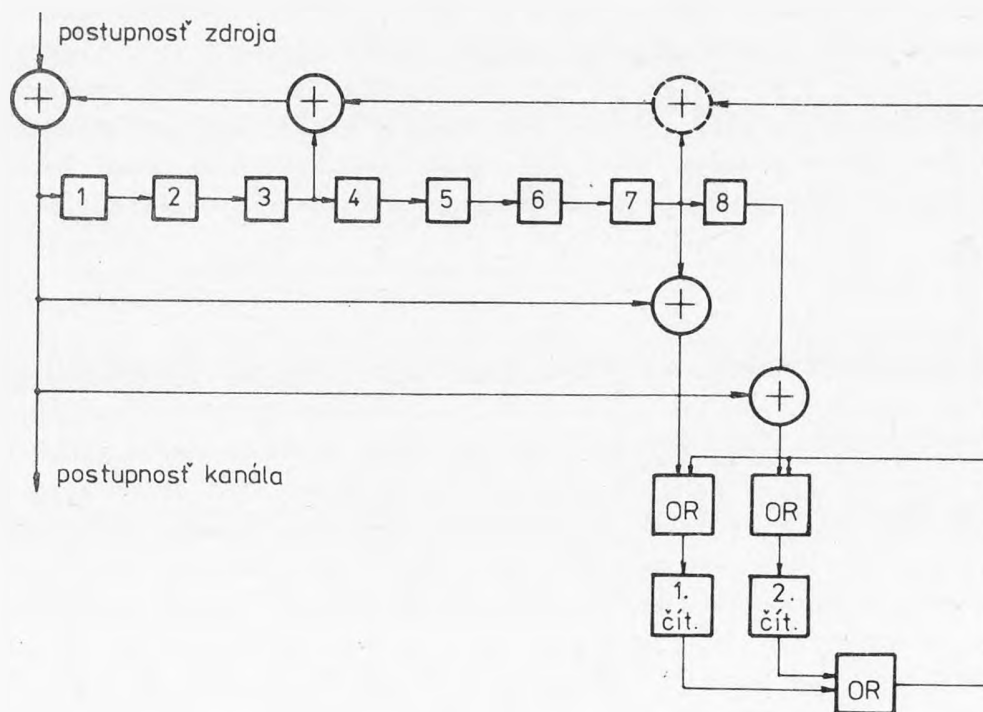 postupnosť zdroja
+ + +
1 2 3 4 5 6 7 8
+
+
postupnosť kanála
OR OR
1. čít. 2. čít.
OR